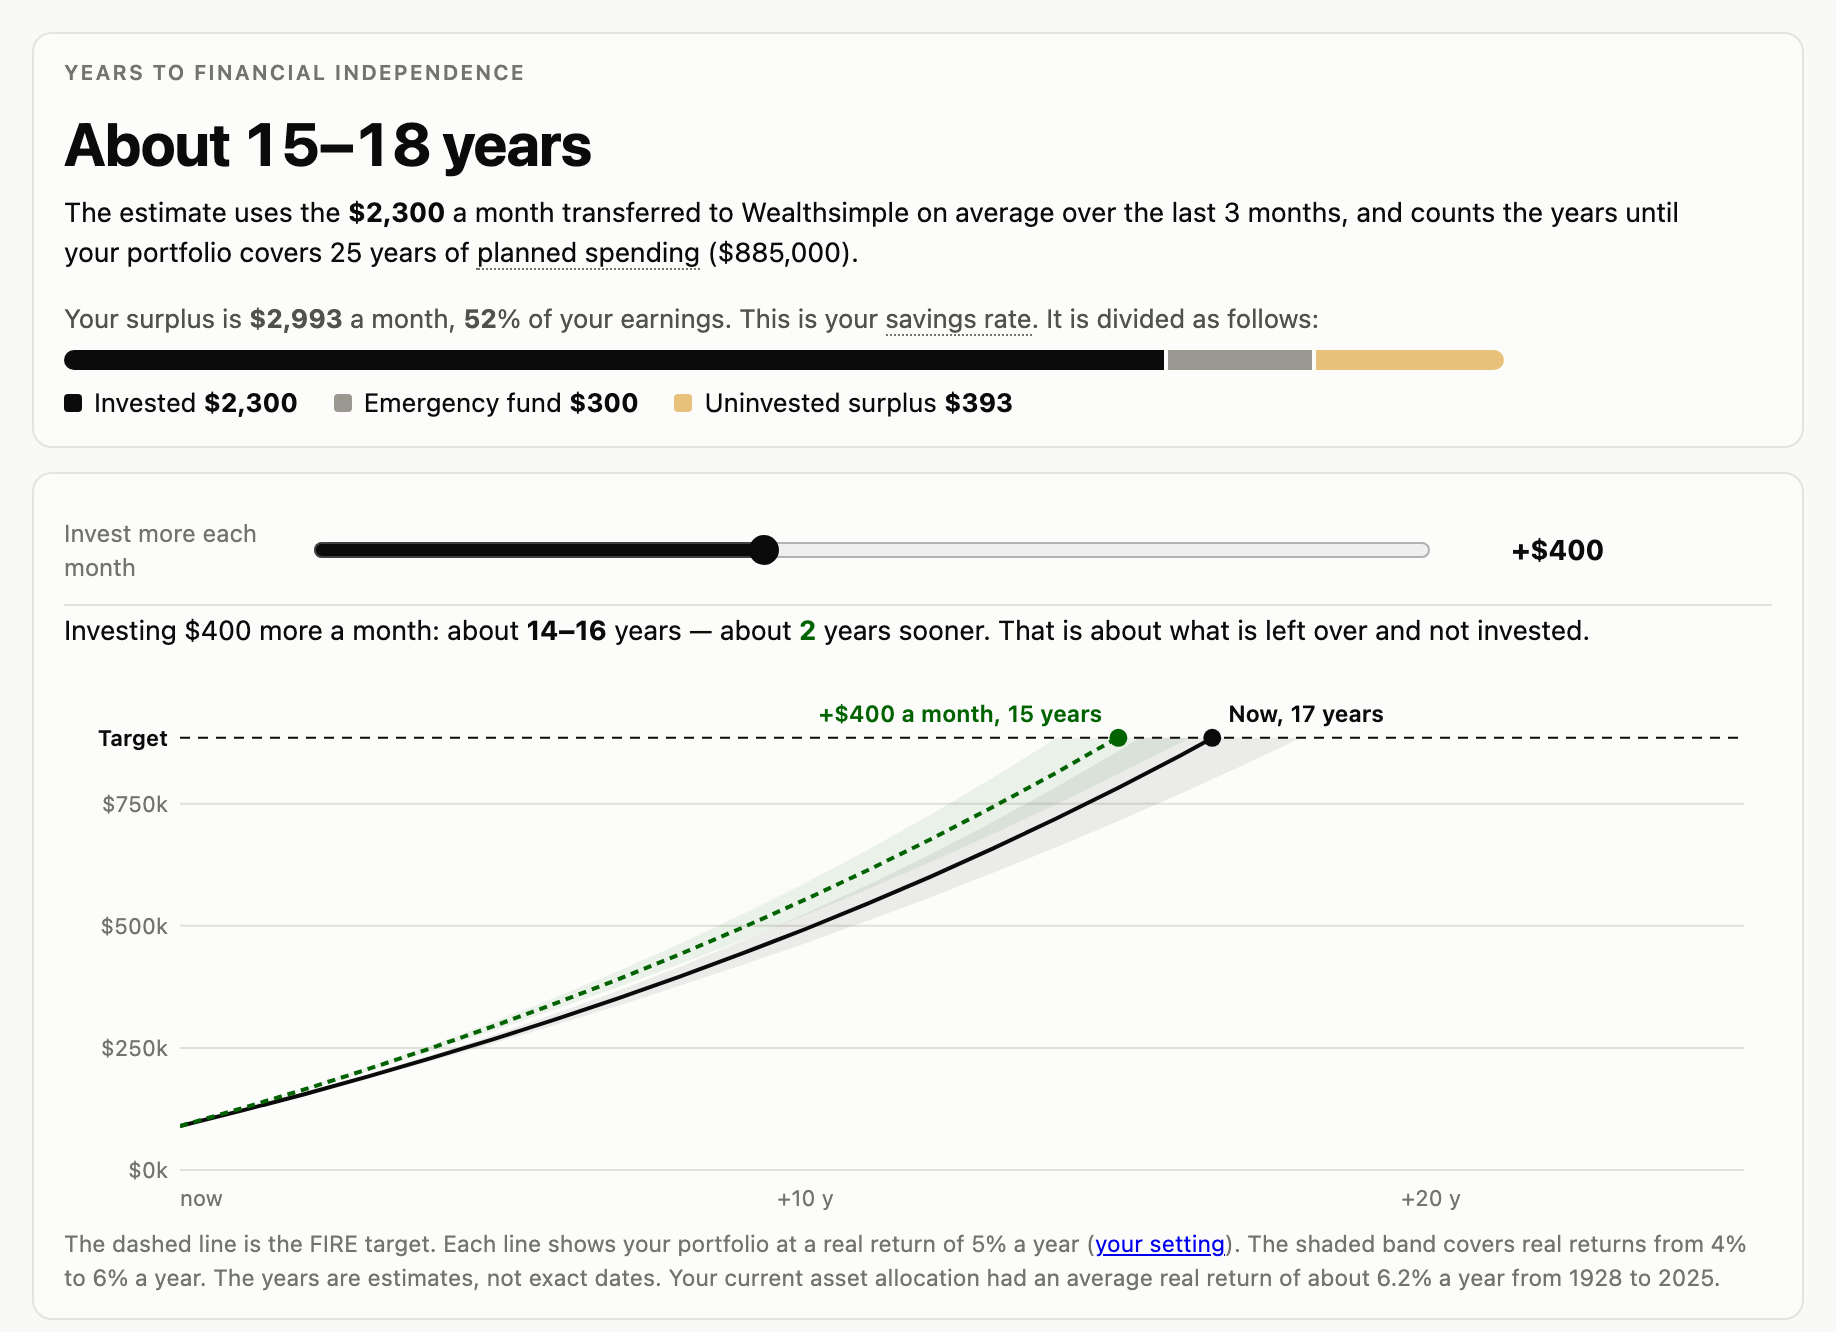 YEARS TO FINANCIAL INDEPENDENCE
About 15–18 years
The estimate uses the $2,300 a month transferred to Wealthsimple on average over the last 3 months, and counts the years until
your portfolio covers 25 years of planned spending ($885,000).
Your surplus is $2,993 a month, 52% of your earnings. This is your savings rate. It is divided as follows:
Invested $2,300 Emergency fund $300 Uninvested surplus $393
Invest more each
month
+$400
Investing $400 more a month: about 14–16 years — about 2 years sooner. That is about what is left over and not invested.
+$400 a month, 15 years Now, 17 years
Target
$750k
$500k
$250k
$0k
now +10 y +20 y
The dashed line is the FIRE target. Each line shows your portfolio at a real return of 5% a year (your setting). The shaded band covers real returns from 4%
to 6% a year. The years are estimates, not exact dates. Your current asset allocation had an average real return of about 6.2% a year from 1928 to 2025.